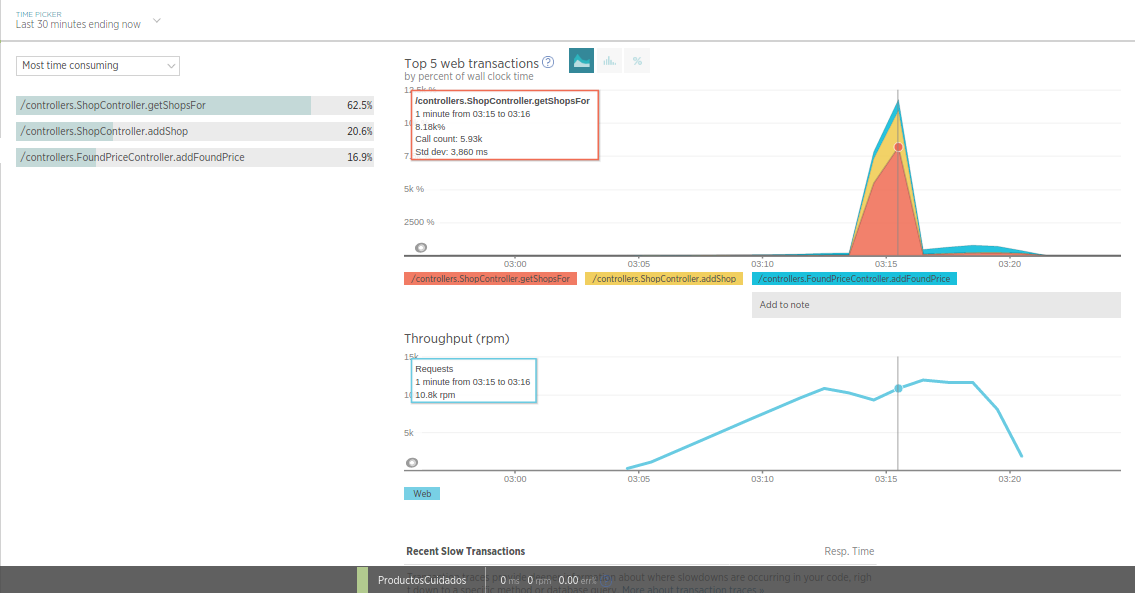 TIME PICKER
Last 30 minutes ending now
Most time consuming
/controllers.ShopController.getShopsFor 62.5%
/controllers.ShopController.addShop 20.6%
/controllers.FoundPriceController.addFoundPrice 16.9%
Top 5 web transactions ?
by percent of wall clock time
%
12.5k %
/controllers.ShopController.getShopsFor
1 minute from 03:15 to 03:16
8.18k%
Call count: 5.93k
Std dev: 3,860 ms
5k %
2500 %
03:00 03:05 03:10 03:15 03:20
/controllers.ShopController.getShopsFor /controllers.ShopController.addShop /controllers.FoundPriceController.addFoundPrice
Add to note
Throughput (rpm)
15k
Requests
1 minute from 03:15 to 03:16
10.8k rpm
5k
03:00 03:05 03:10 03:15 03:20
Web
Recent Slow Transactions Resp. Time
ProductosCuidados 0 ms 0 rpm 0.00 err%
information about where slowdowns are occurring in your code, righ
t down to a specific method or database query. More about transaction traces »